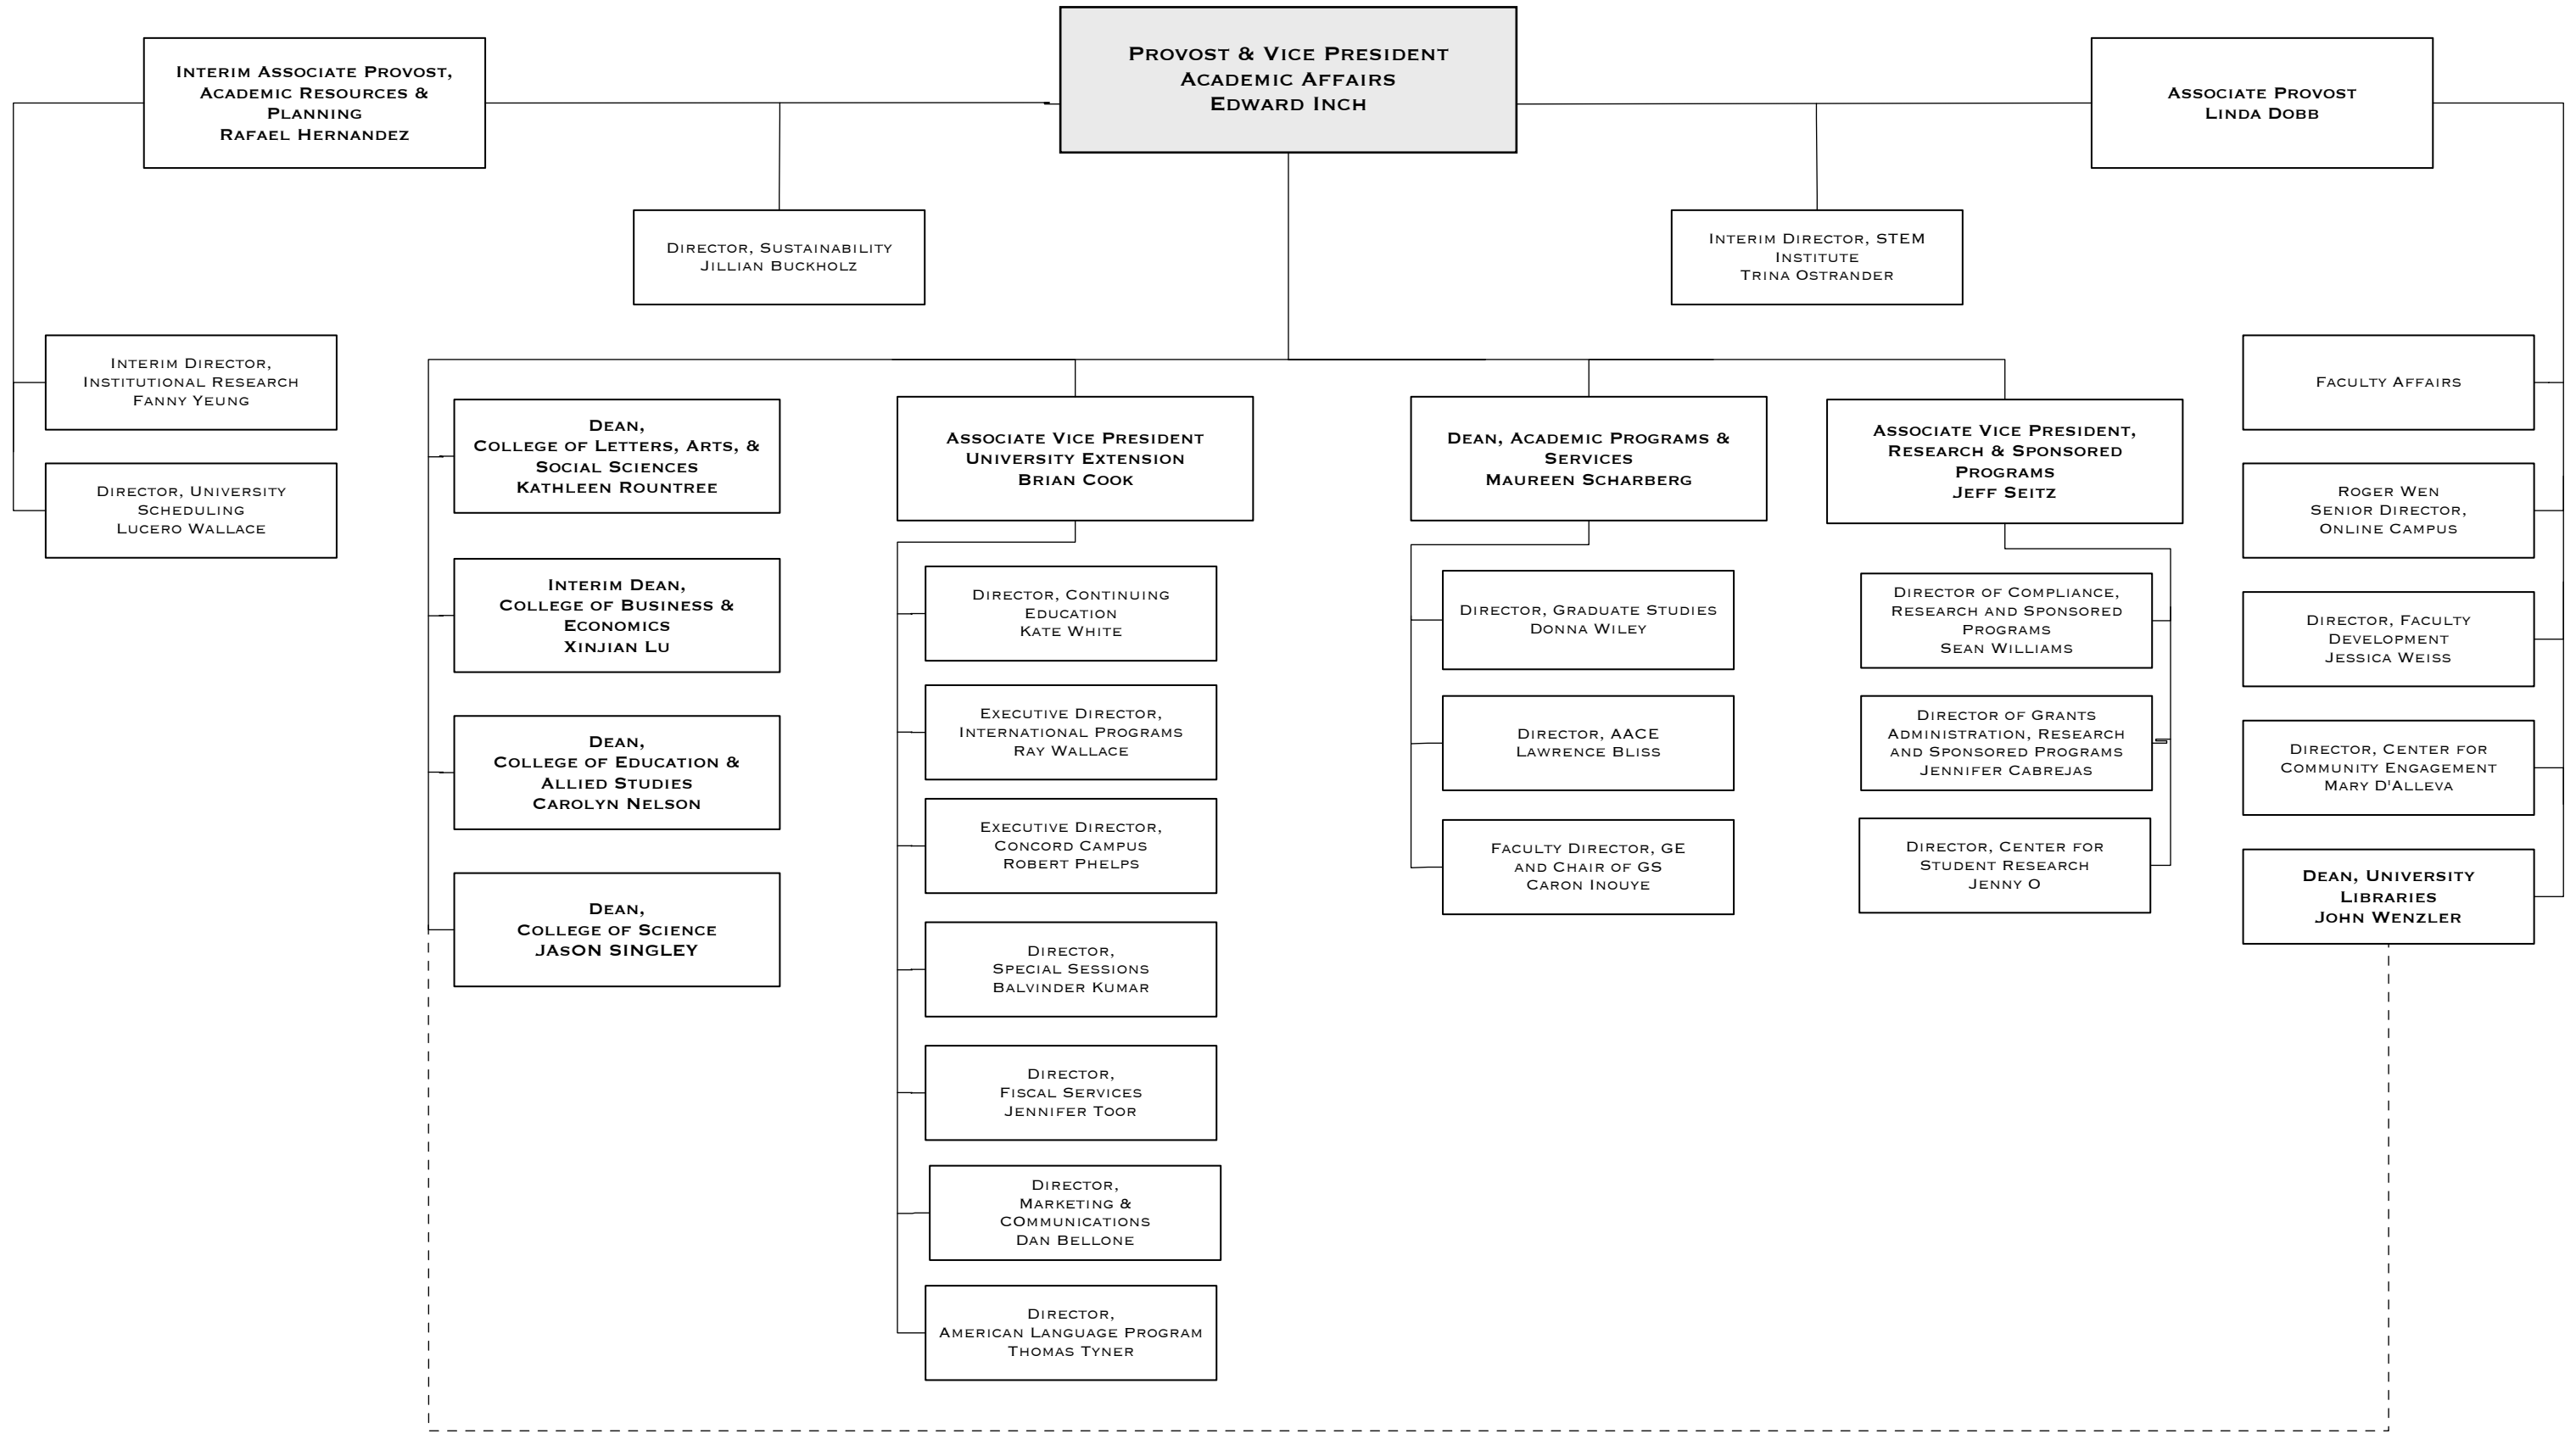 Provost & Vice President
Academic Affairs
Edward Inch
Interim Associate Provost,
Academic Resources &
Planning
Rafael Hernandez
Associate Provost
Linda Dobb
Director, Sustainability
Jillian Buckholz
Interim Director, STEM
Institute
Trina Ostrander
Interim Director,
Institutional Research
Fanny Yeung
Director, University
Scheduling
Lucero Wallace
Dean,
College of Letters, Arts, &
Social Sciences
Kathleen Rountree
Interim Dean,
College of Business &
Economics
Xinjian Lu
Dean,
College of Education &
Allied Studies
Carolyn Nelson
Dean,
College of Science
JAsON SINGLEY
Associate Vice President
University Extension
Brian Cook
Director, Continuing
Education
Kate White
Executive Director,
International Programs
Ray Wallace
Executive Director,
Concord Campus
Robert Phelps
Director,
Special Sessions
Balvinder Kumar
Director,
Fiscal Services
Jennifer Toor
Director,
Marketing &
COmmunications
Dan Bellone
Director,
American Language Program
Thomas Tyner
Dean, Academic Programs &
Services
Maureen Scharberg
Director, Graduate Studies
Donna Wiley
Director, AACE
Lawrence Bliss
Faculty Director, GE
and Chair of GS
Caron Inouye
Associate Vice President,
Research & Sponsored
Programs
Jeff Seitz
Director of Compliance,
Research and Sponsored
Programs
Sean Williams
Director of Grants
Administration, Research
and Sponsored Programs
Jennifer Cabrejas
Director, Center for
Student Research
Jenny O
Faculty Affairs
Roger Wen
Senior Director,
Online Campus
Director, Faculty
Development
Jessica Weiss
Director, Center for
Community Engagement
Mary D'Alleva
Dean, University
Libraries
John Wenzler